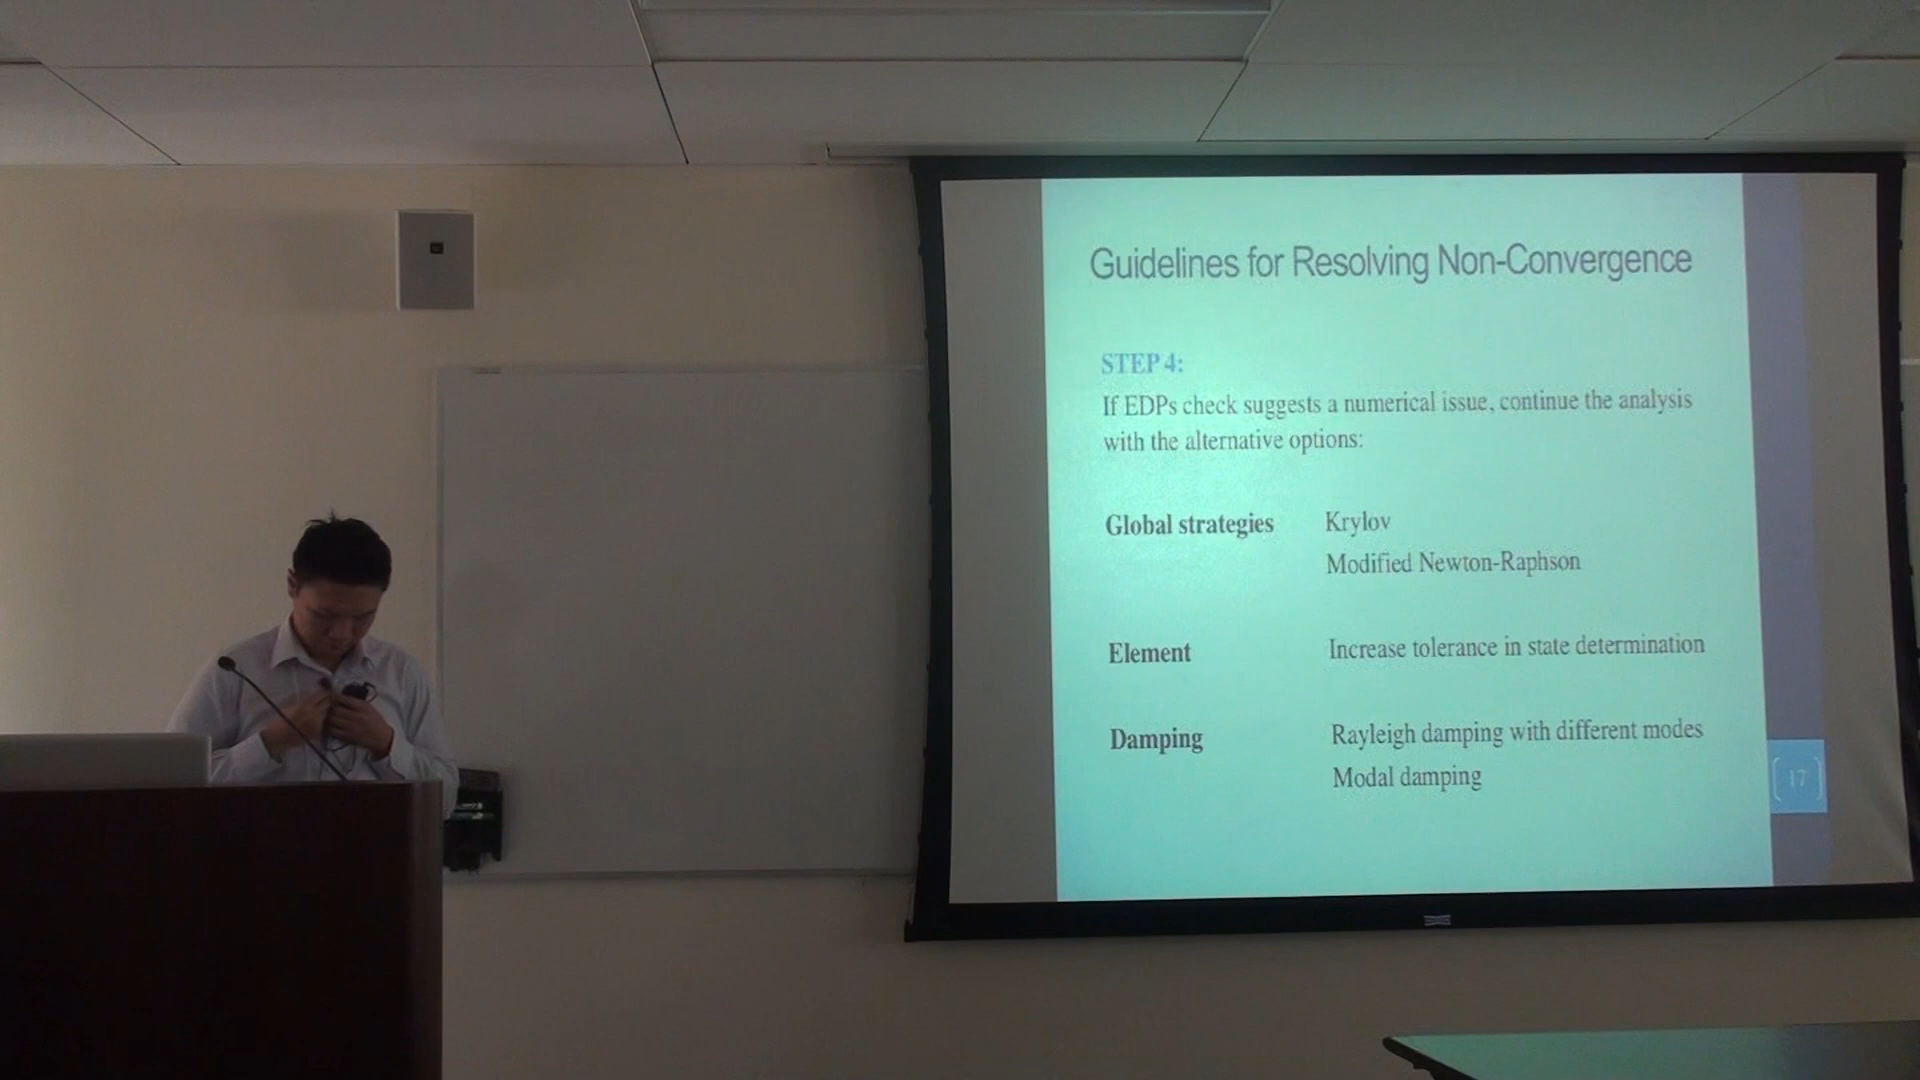 Guidelines for Resolving Non-Convergence
STEP 4:
If EDPs check suggests a numerical issue, continue the analysis
with the alternative options:
Global strategies Krylov
Modified Newton-Raphson
Element Increase tolerance in state determination
Damping Rayleigh damping with different modes
Modal damping
17